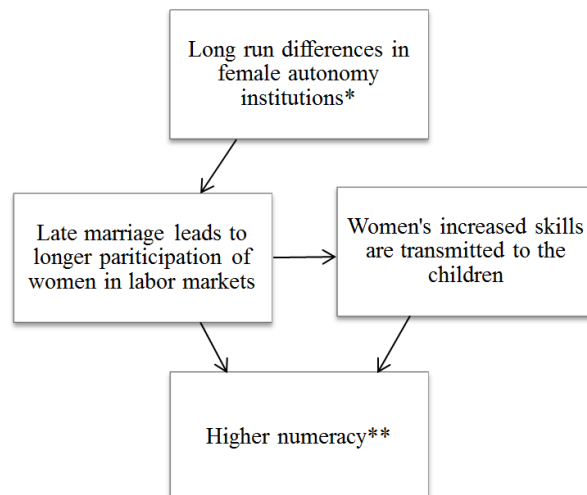 Long run differences in
female autonomy
institutions*
Late marriage leads to
longer pariticipation of
women in labor markets
Women's increased skills
are transmitted to the
children
Higher numeracy**